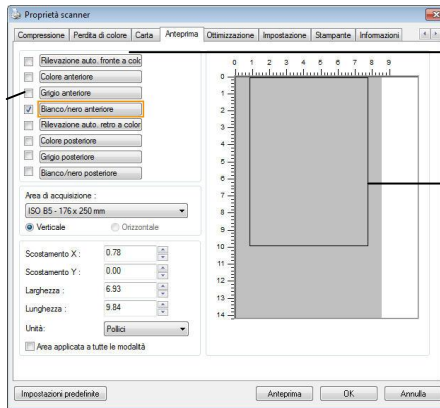 Proprietà scanner
Compressione Perdita di colore Carta Anteprima Ottimizzazione Impostazione Stampante Informazioni
Rilevazione auto. fronte a colo
Colore anteriore
Grigio anteriore
Bianco/nero anteriore
Rilevazione auto. retro a color
Colore posteriore
Grigio posteriore
Bianco/nero posteriore
Area di acquisizione :
ISO B5 - 176 x 250 mm
Verticale Orizzontale
Scostamento X : 0.78
Scostamento Y : 0.00
Larghezza : 6.93
Lunghezza : 9.84
Unità: Pollici
Area applicata a tutte le modalità
0 1 2 3 4 5 6 7 8 9
0
1
2
3
4
5
6
7
8
9
10
11
12
13
14
Impostazioni predefinite Anteprima OK Annulla